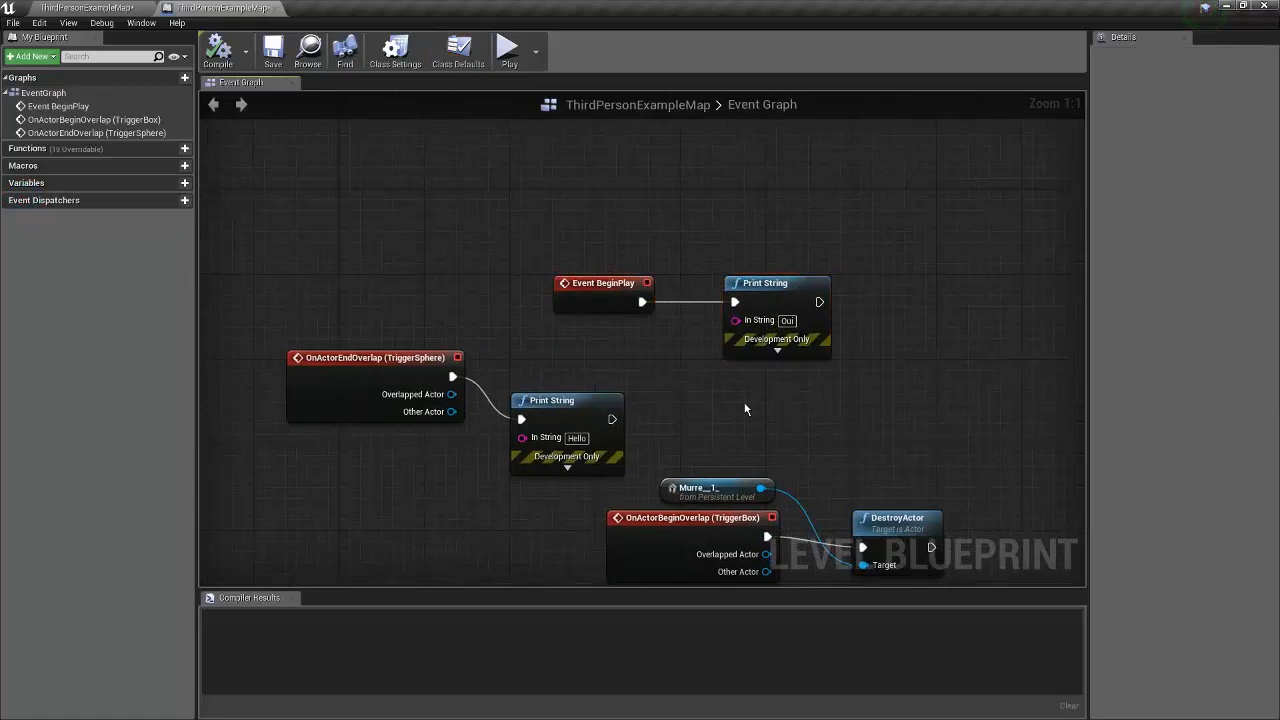 ThirdPersonExampleMap*
ThirdPersonExampleMap*
File Edit View Debug Window Help
My Blueprint
Details
Add New
Search
Compile
Save
Browse
Find
Class Settings
Class Defaults
Play
Graphs
EventGraph
Event BeginPlay
OnActorBeginOverlap (TriggerBox)
OnActorEndOverlap (TriggerSphere)
Functions (19 Overridable)
Macros
Variables
Event Dispatchers
Event Graph
ThirdPersonExampleMap > Event Graph
Zoom 1:1
Event BeginPlay
Print String
In String Oui
Development Only
OnActorEndOverlap (TriggerSphere)
Overlapped Actor
Other Actor
Print String
In String Hello
Development Only
Murre__1_
from Persistent Level
OnActorBeginOverlap (TriggerBox)
Overlapped Actor
Other Actor
DestroyActor
Target is Actor
Target
LEVEL BLUEPRINT
Compiler Results
Clear